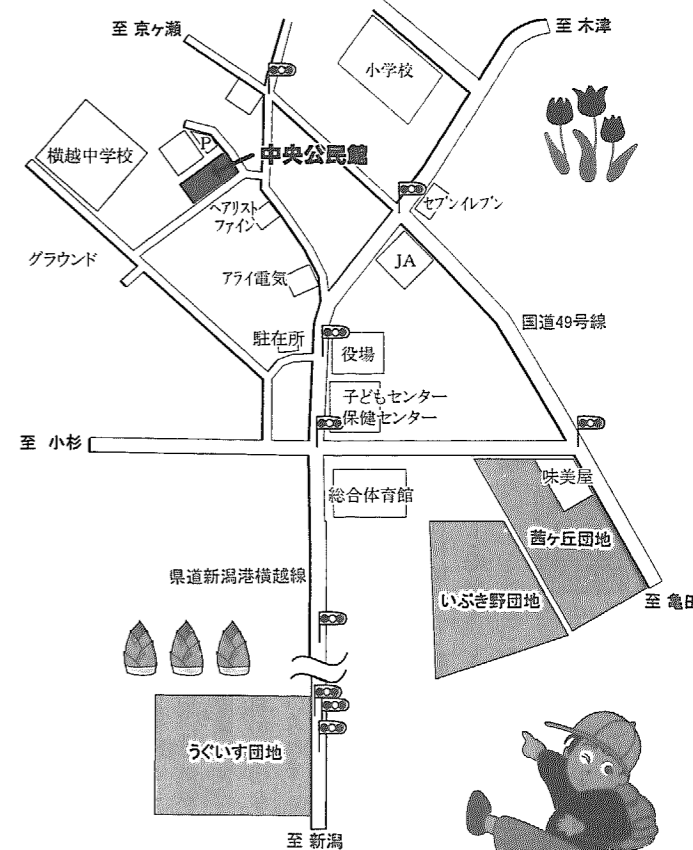 至 京ヶ瀬
至 木津
小学校
横越中学校
P
中央公民館
セブンイレブン
ヘアリスト
ファイン
グラウンド
JA
アライ電気
国道49号線
駐在所
役場
子どもセンター
保健センター
至 小杉
味美屋
総合体育館
茜ヶ丘団地
県道新潟港横越線
いぶき野団地
至 亀田
うぐいす団地
至 新潟